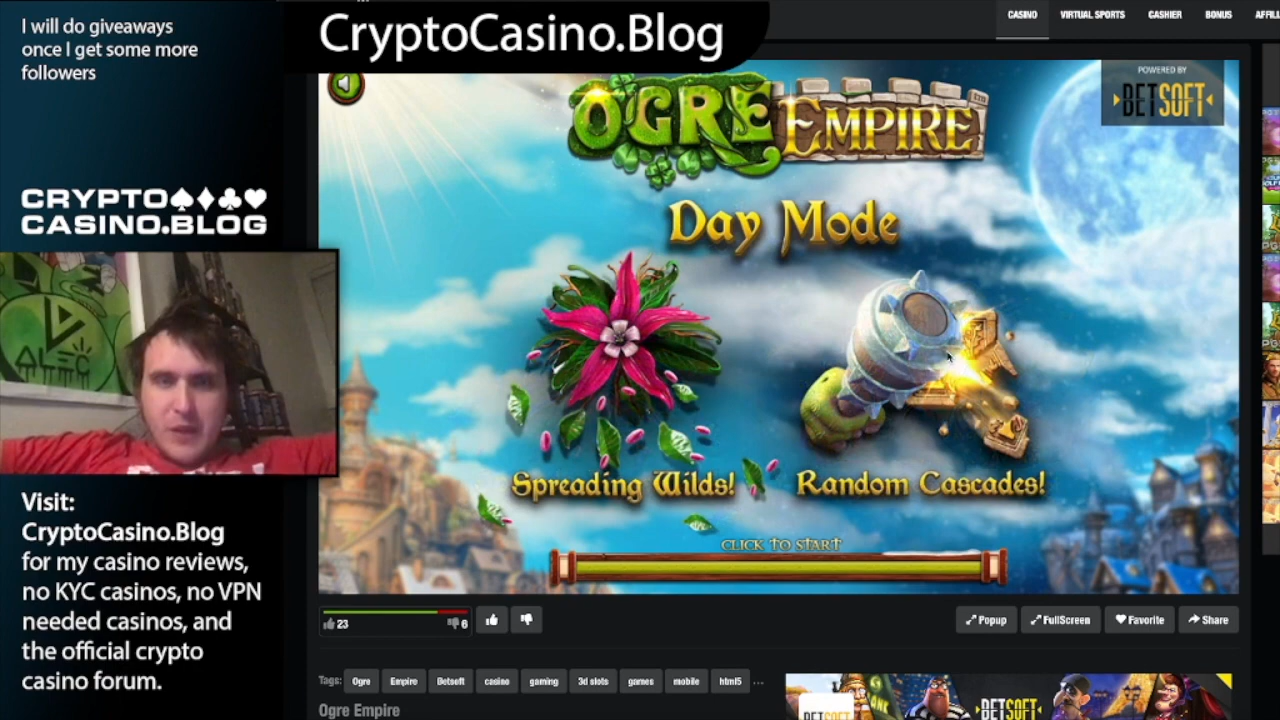 I will do giveaways
once I get some more
followers
CryptoCasino.Blog
CASINO
VIRTUAL SPORTS
CASHIER
BONUS
POWERED BY
BETSOFT
OGRE EMPIRE
Day Mode
CRYPTO
CASINO.BLOG
ALEC
Spreading Wilds!
Random Cascades!
CLICK TO START
Visit:
CryptoCasino.Blog
for my casino reviews,
no KYC casinos, no VPN
needed casinos, and
the official crypto
casino forum.
23
6
Popup
FullScreen
Favorite
Share
Tags:
Ogre
Empire
Betsoft
casino
gaming
3d slots
games
mobile
html5
...
Ogre Empire
BETSOFT
BETSOFT